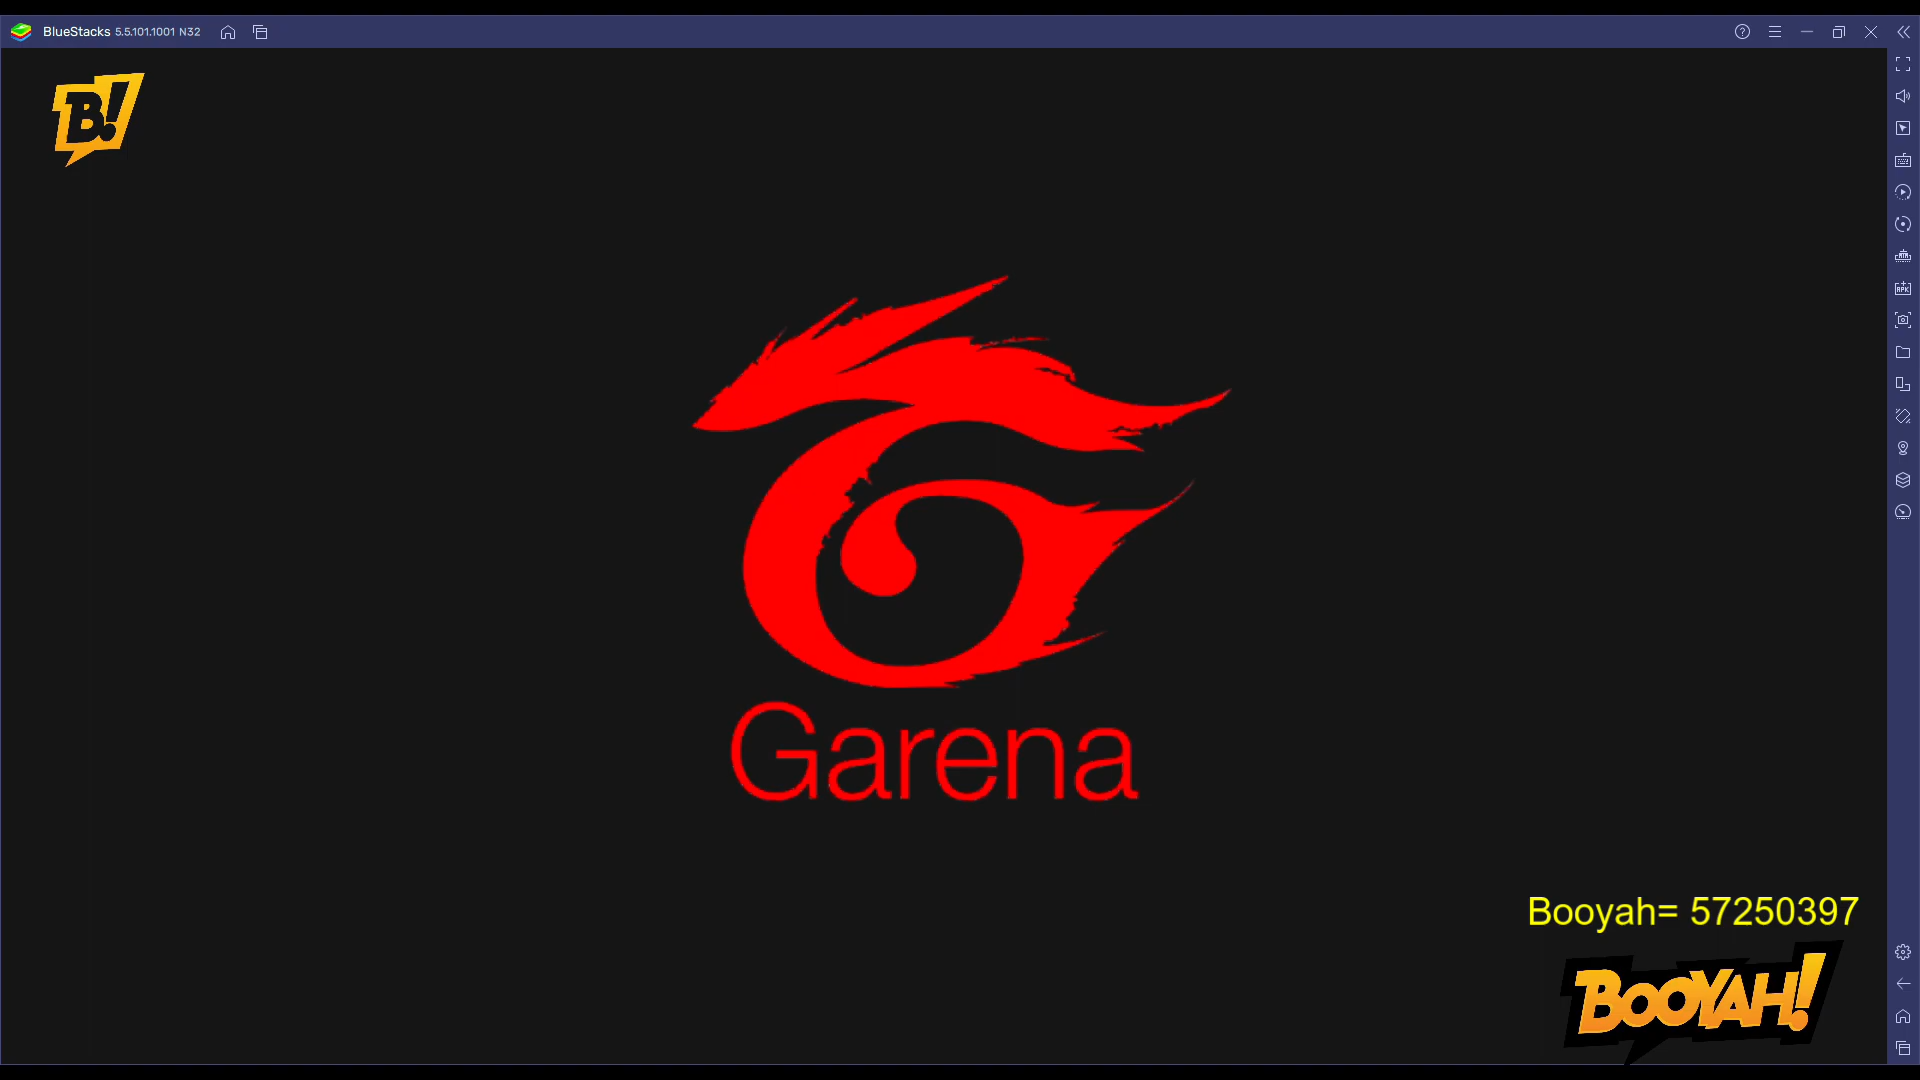 BlueStacks 5.5.101.1001 N32
B!
Garena
Booyah= 57250397
BOOYAH!